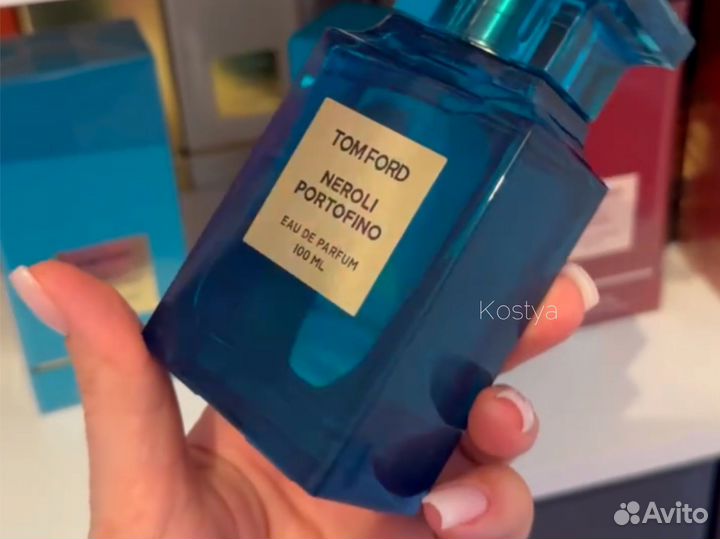 TOM FORD
NEROLI
PORTOFINO
EAU DE PARFUM
100 ML
Kostya
Avito